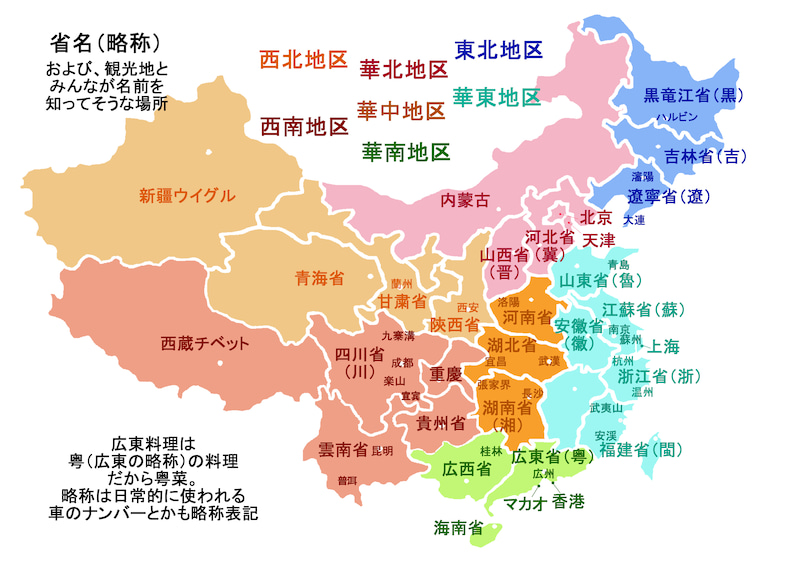 省名（略称）
および、観光地と
みんなが名前を
知ってそうな場所
西北地区
東北地区
華北地区
華東地区
華中地区
西南地区
華南地区
黒竜江省（黒）
ハルビン
吉林省（吉）
瀋陽
遼寧省（遼）
大連
新疆ウイグル
内蒙古
北京
天津
河北省
（冀）
山西省
（晋）
青島
山東省（魯）
青海省
蘭州
甘粛省
西安
陝西省
洛陽
河南省
江蘇省（蘇）
安徽省
（徽）
南京
蘇州
上海
西蔵チベット
九寨溝
四川省
（川）
成都
楽山
宜賓
重慶
湖北省
宜昌
武漢
杭州
浙江省（浙）
温州
張家界
長沙
湖南省
（湘）
武夷山
安渓
福建省（閩）
貴州省
雲南省
昆明
普洱
桂林
広西省
広東省（粤）
広州
マカオ
香港
海南省
広東料理は
粤（広東の略称）の料理
だから粤菜。
略称は日常的に使われる
車のナンバーとかも略称表記